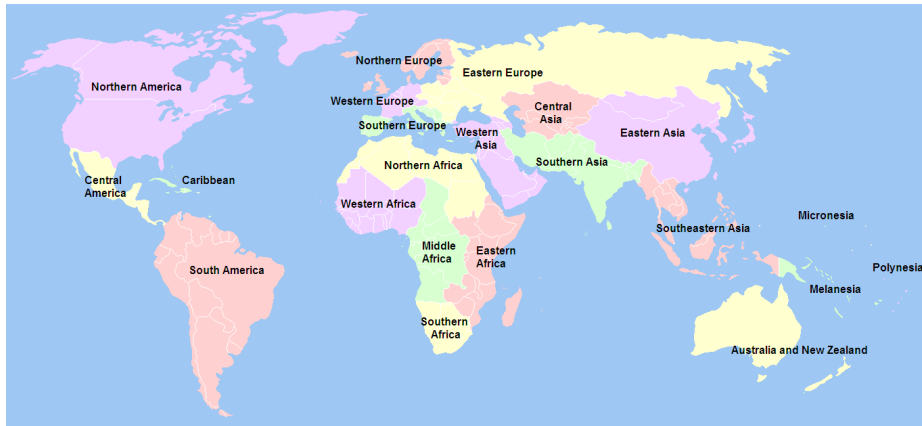 Northern Europe
Eastern Europe
Northern America
Western Europe
Central
Asia
Southern Europe
Western
Asia
Eastern Asia
Northern Africa
Southern Asia
Central
America
Caribbean
Western Africa
Micronesia
Southeastern Asia
Middle
Africa
Eastern
Africa
South America
Polynesia
Melanesia
Southern
Africa
Australia and New Zealand